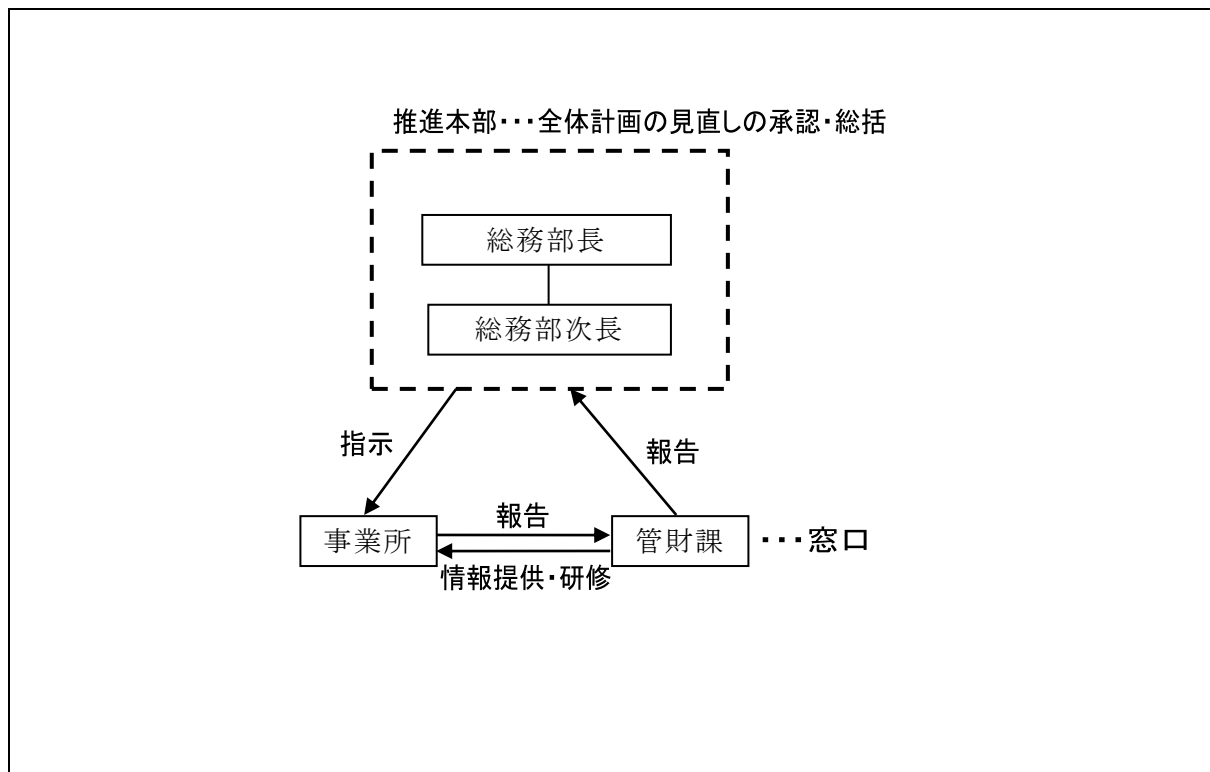 推進本部・・・全体計画の見直しの承認・総括
総務部長
総務部次長
指示
報告
事業所
報告
管財課
・・・窓口
情報提供・研修